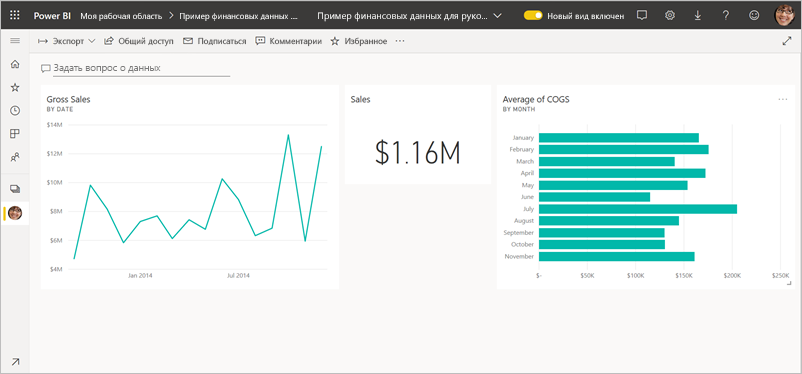 Power BI Моя рабочая область > Пример финансовых данных ... Пример финансовых данных для руко... Новый вид включен
Экспорт Общий доступ Подписаться Комментарии Избранное ...
Задать вопрос о данных
Gross Sales
BY DATE
$14M
$12M
$10M
$8M
$6M
$4M
Jan 2014 Jul 2014
Sales
$1.16M
Average of COGS
BY MONTH
January
February
March
April
May
June
July
August
September
October
November
$- $50K $100K $150K $200K $250K